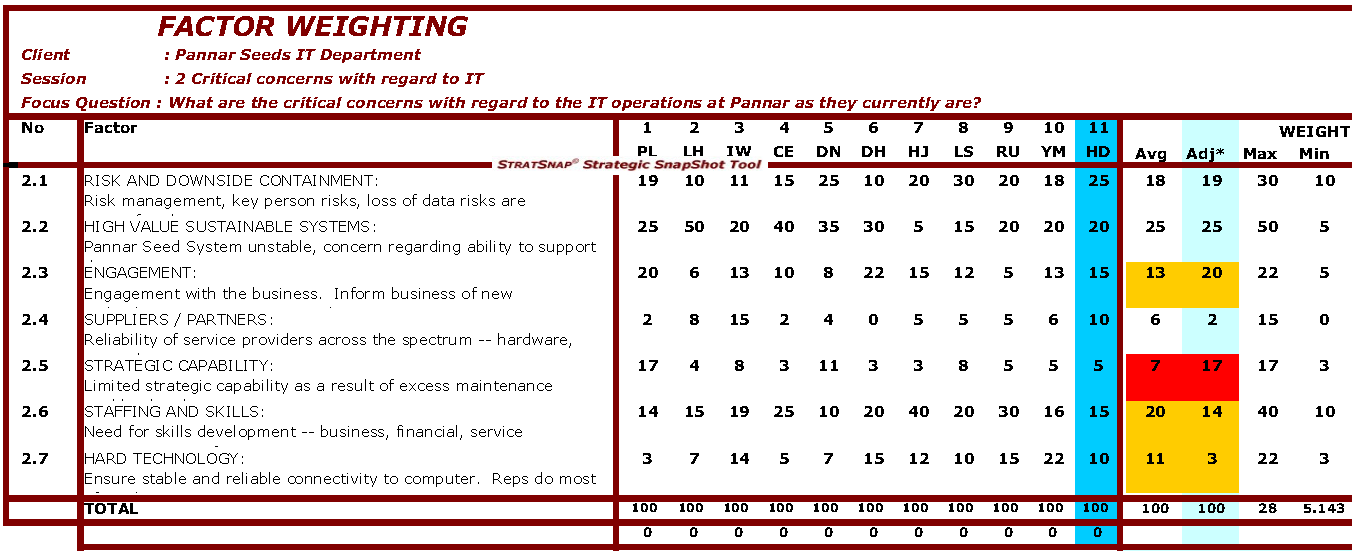 FACTOR WEIGHTING
Client : Pannar Seeds IT Department
Session : 2 Critical concerns with regard to IT
Focus Question : What are the critical concerns with regard to the IT operations at Pannar as they currently are?
No Factor 1 2 3 4 5 6 7 8 9 10 11 WEIGHT
PL LH IW CE DN DH HJ LS RU YM HD Avg Adj* Max Min
STRATSNAP© Strategic SnapShot Tool
2.1 RISK AND DOWNSIDE CONTAINMENT: 19 10 11 15 25 10 20 30 20 18 25 18 19 30 10
Risk management, key person risks, loss of data risks are
2.2 HIGH VALUE SUSTAINABLE SYSTEMS: 25 50 20 40 35 30 5 15 20 20 20 25 25 50 5
Pannar Seed System unstable, concern regarding ability to support
2.3 ENGAGEMENT: 20 6 13 10 8 22 15 12 5 13 15 13 20 22 5
Engagement with the business. Inform business of new
2.4 SUPPLIERS / PARTNERS: 2 8 15 2 4 0 5 5 5 6 10 6 2 15 0
Reliability of service providers across the spectrum -- hardware,
2.5 STRATEGIC CAPABILITY: 17 4 8 3 11 3 3 8 5 5 5 7 17 17 3
Limited strategic capability as a result of excess maintenance
2.6 STAFFING AND SKILLS: 14 15 19 25 10 20 40 20 30 16 15 20 14 40 10
Need for skills development -- business, financial, service
2.7 HARD TECHNOLOGY: 3 7 14 5 7 15 12 10 15 22 10 11 3 22 3
Ensure stable and reliable connectivity to computer. Reps do most
TOTAL 100 100 100 100 100 100 100 100 100 100 100 100 100 28 5.143
0 0 0 0 0 0 0 0 0 0 0